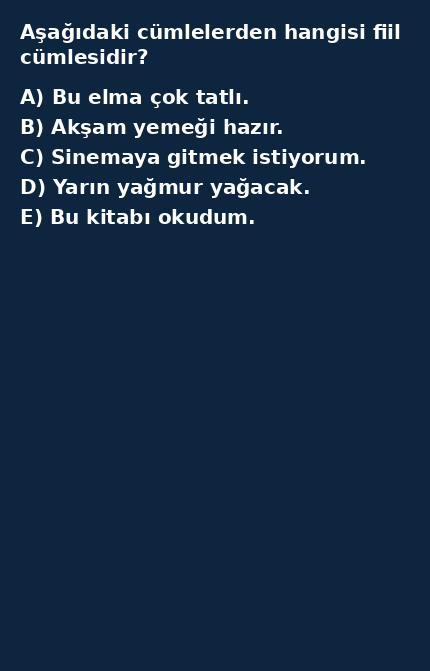 Aşağıdaki cümlelerden hangisi fiil
cümlesidir?
A) Bu elma çok tatlı.
B) Akşam yemeği hazır.
C) Sinemaya gitmek istiyorum.
D) Yarın yağmur yağacak.
E) Bu kitabı okudum.